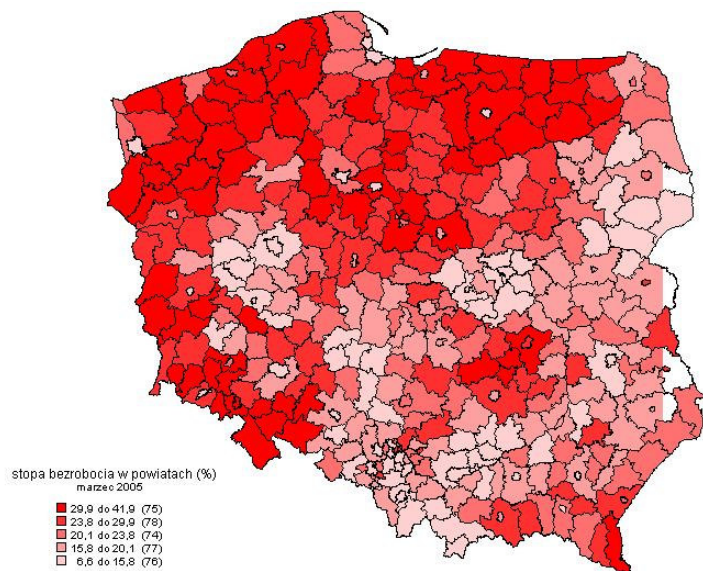 stopa bezrobocia w powiatach (%)
marzec 2005
29,9 do 41,9 (75)
23,8 do 29,9 (78)
20,1 do 23,8 (74)
15,8 do 20,1 (77)
6,6 do 15,8 (76)